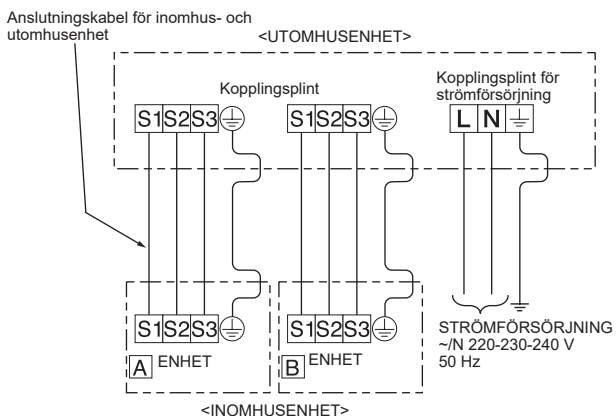 Anslutningskabel för inomhus- och
utomhusenhet
<UTOMHUSENHET>
Kopplingsplint
Kopplingsplint för
strömförsörjning
S1 S2 S3 S1 S2 S3 L N
S1 S2 S3 S1 S2 S3
A ENHET B ENHET
STRÖMFÖRSÖRJNING
~/N 220-230-240 V
50 Hz
<INOMHUSENHET>